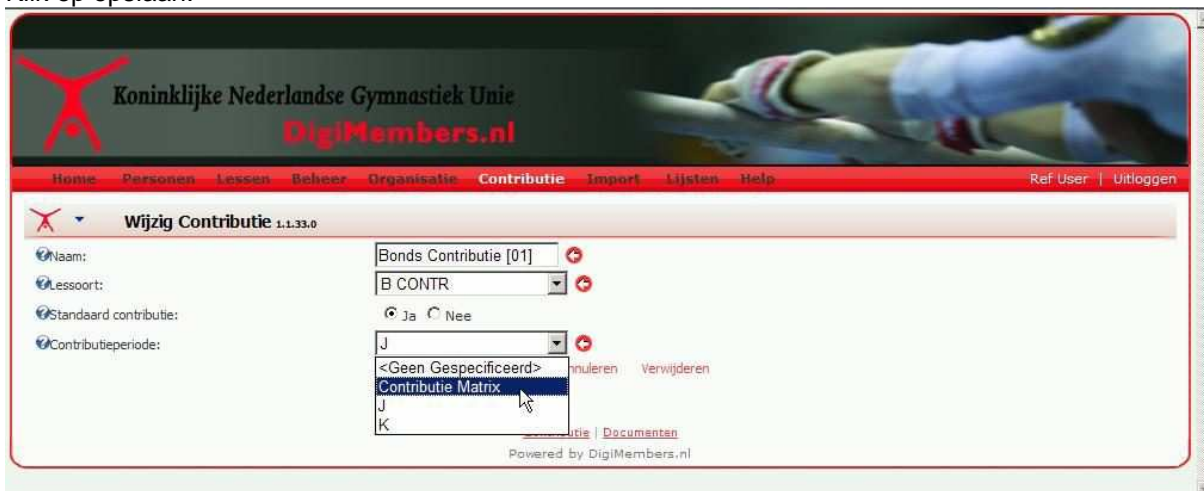 Klik op opslaan.
Koninklijke Nederlandse Gymnastiek Unie
DigiMembers.nl
Home Personen Lessen Beheer Organisatie Contributie Import Lijsten Help Ref User | Uitloggen
Wijzig Contributie 1.1.33.0
Naam: Bonds Contributie [01]
Lessoort: B CONTR
Standaard contributie: Ja Nee
Contributieperiode: J
<Geen Gespecificeerd> Verwijderen
Contributie Matrix
J
K
Documenten
Powered by DigiMembers.nl